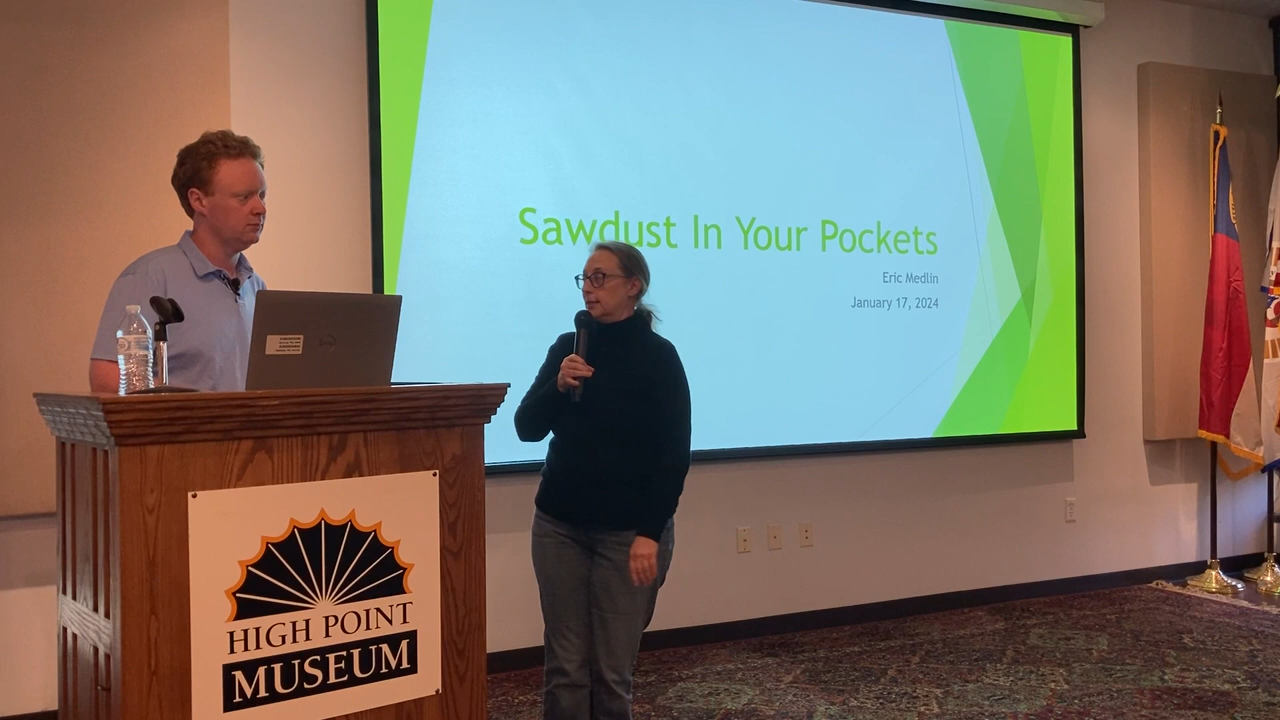 Sawdust In Your Pockets
Eric Medlin
January 17, 2024
HIGH POINT
MUSEUM